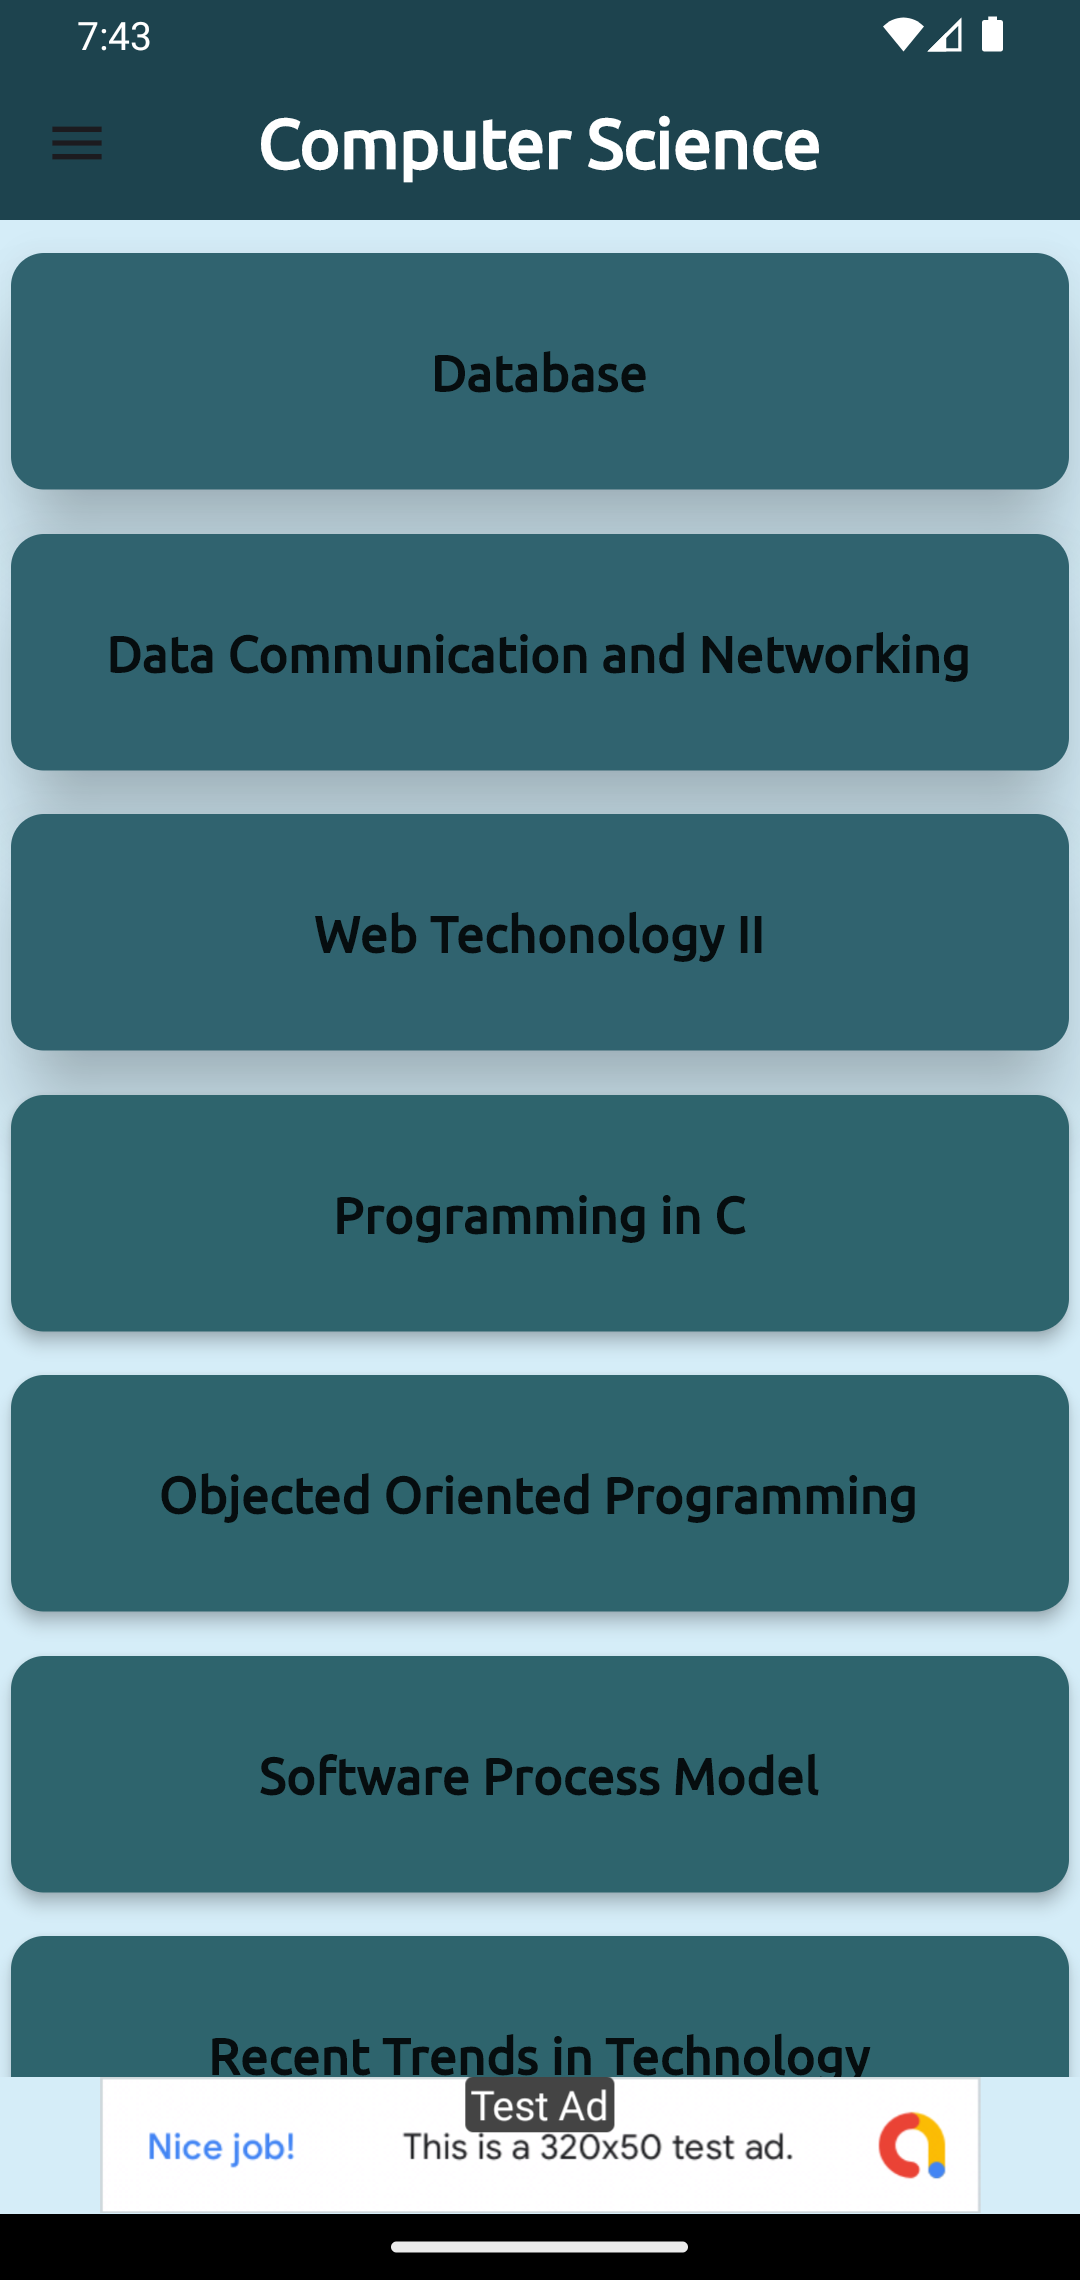 7:43
Computer Science
Database
Data Communication and Networking
Web Techonology II
Programming in C
Objected Oriented Programming
Software Process Model
Recent Trends in Technology
Test Ad
Nice job!
This is a 320x50 test ad.